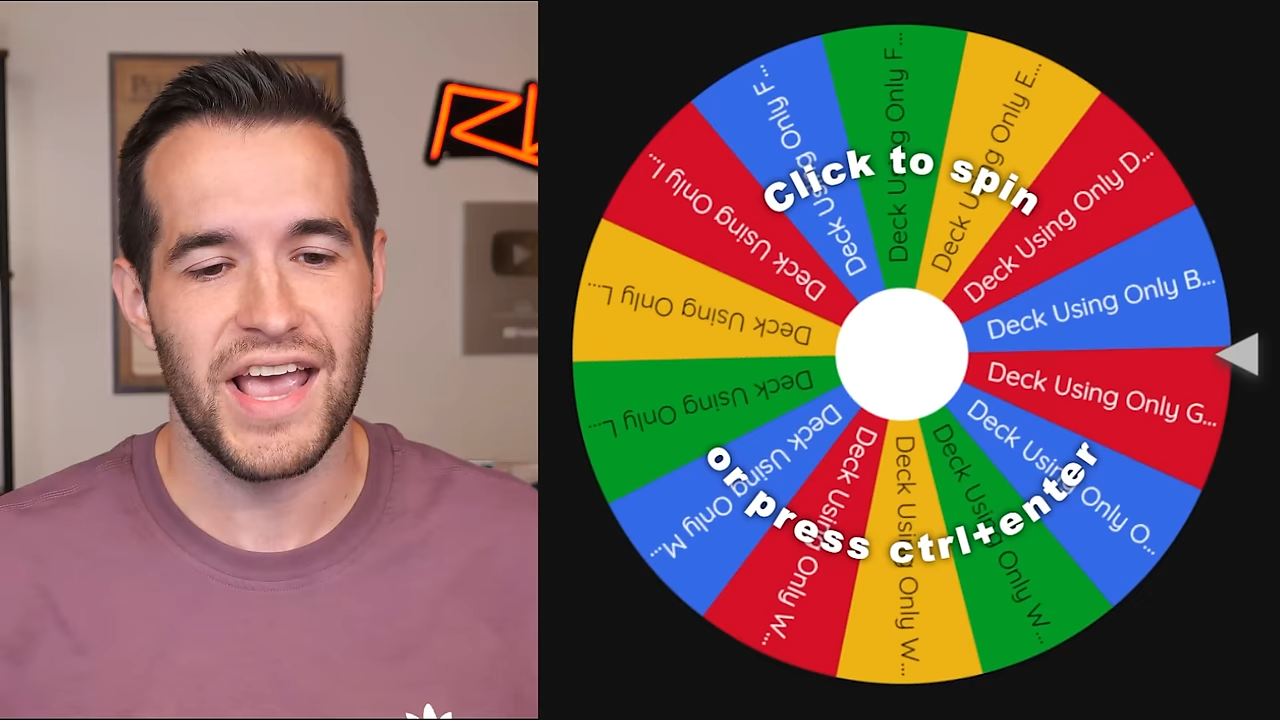 Click to spin
or press ctrl+enter
Deck Using Only F...
Deck Using Only E...
Deck Using Only D...
Deck Using Only B...
Deck Using Only G...
Deck Using Only O...
Deck Using Only W...
Deck Using Only W...
Deck Using Only W...
Deck Using Only M...
Deck Using Only L...
Deck Using Only L...
Deck Using Only I...
Deck Using Only F...